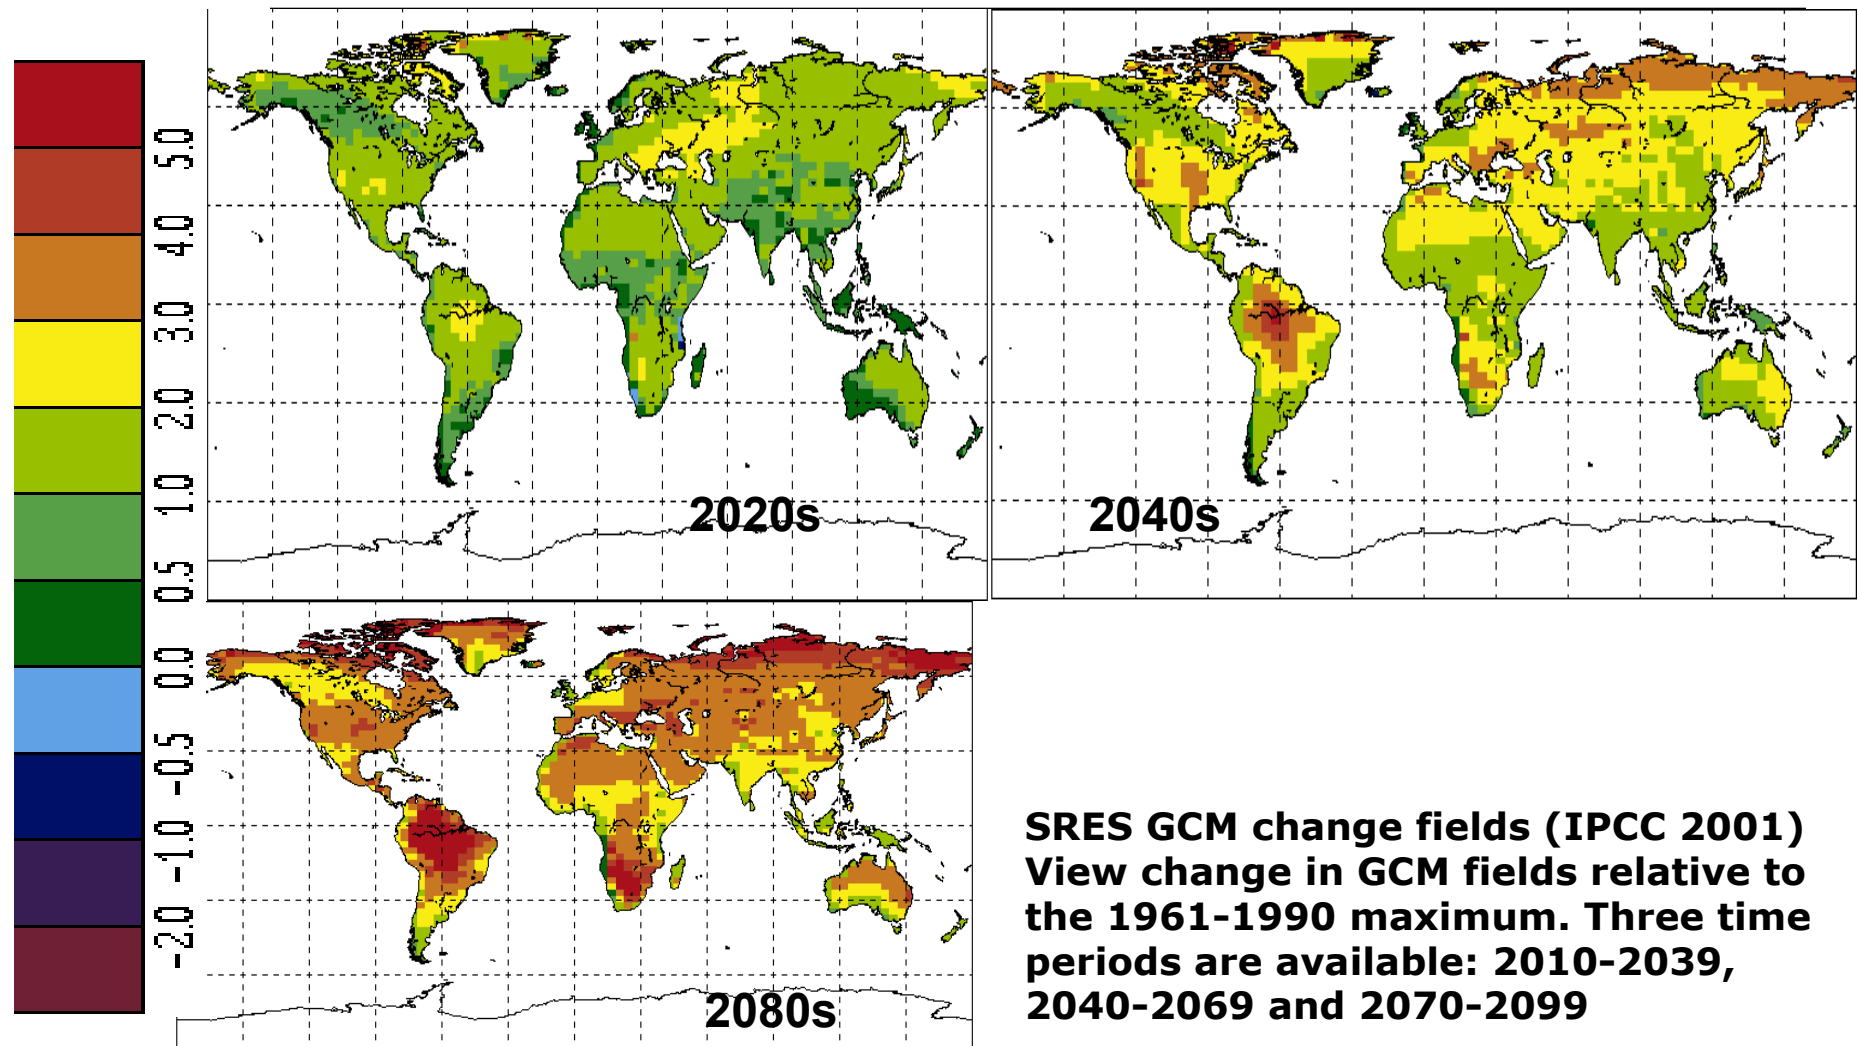 5.0
4.0
3.0
2.0
1.0
0.5
0.0
-0.5
-1.0
-2.0
2020s
2040s
2080s
SRES GCM change fields (IPCC 2001)
View change in GCM fields relative to
the 1961-1990 maximum. Three time
periods are available: 2010-2039,
2040-2069 and 2070-2099